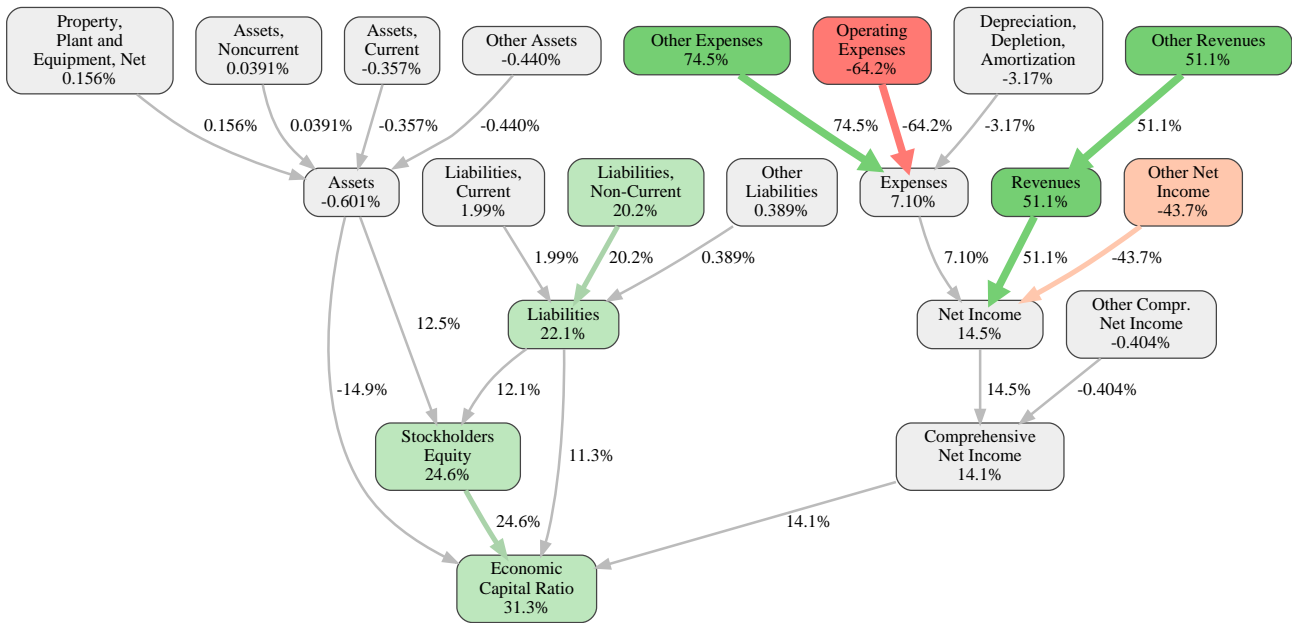 Property,
Plant and
Equipment, Net
0.156%
Assets,
Noncurrent
0.0391%
Assets,
Current
-0.357%
Other Assets
-0.440%
Other Expenses
74.5%
Operating
Expenses
-64.2%
Depreciation,
Depletion,
Amortization
-3.17%
Other Revenues
51.1%
0.156%
0.0391%
-0.357%
-0.440%
74.5%
-64.2%
-3.17%
51.1%
Assets
-0.601%
Liabilities,
Current
1.99%
Liabilities,
Non-Current
20.2%
Other
Liabilities
0.389%
Expenses
7.10%
Revenues
51.1%
Other Net
Income
-43.7%
1.99%
20.2%
0.389%
7.10%
51.1%
-43.7%
12.5%
Liabilities
22.1%
Net Income
14.5%
Other Compr.
Net Income
-0.404%
-14.9%
12.1%
14.5%
-0.404%
Stockholders
Equity
24.6%
11.3%
Comprehensive
Net Income
14.1%
24.6%
14.1%
Economic
Capital Ratio
31.3%